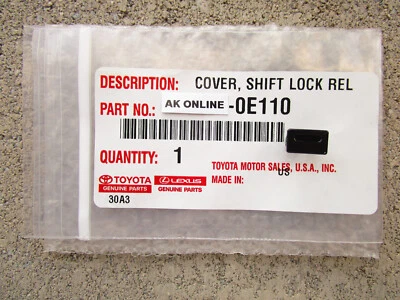 DESCRIPTION: COVER, SHIFT LOCK REL
PART NO.: AK ONLINE -0E110
QUANTITY: 1
TOYOTA MOTOR SALES, U.S.A., INC.
TOYOTA LEXUS MADE IN: US
GENUINE PARTS GENUINE PARTS
30A3